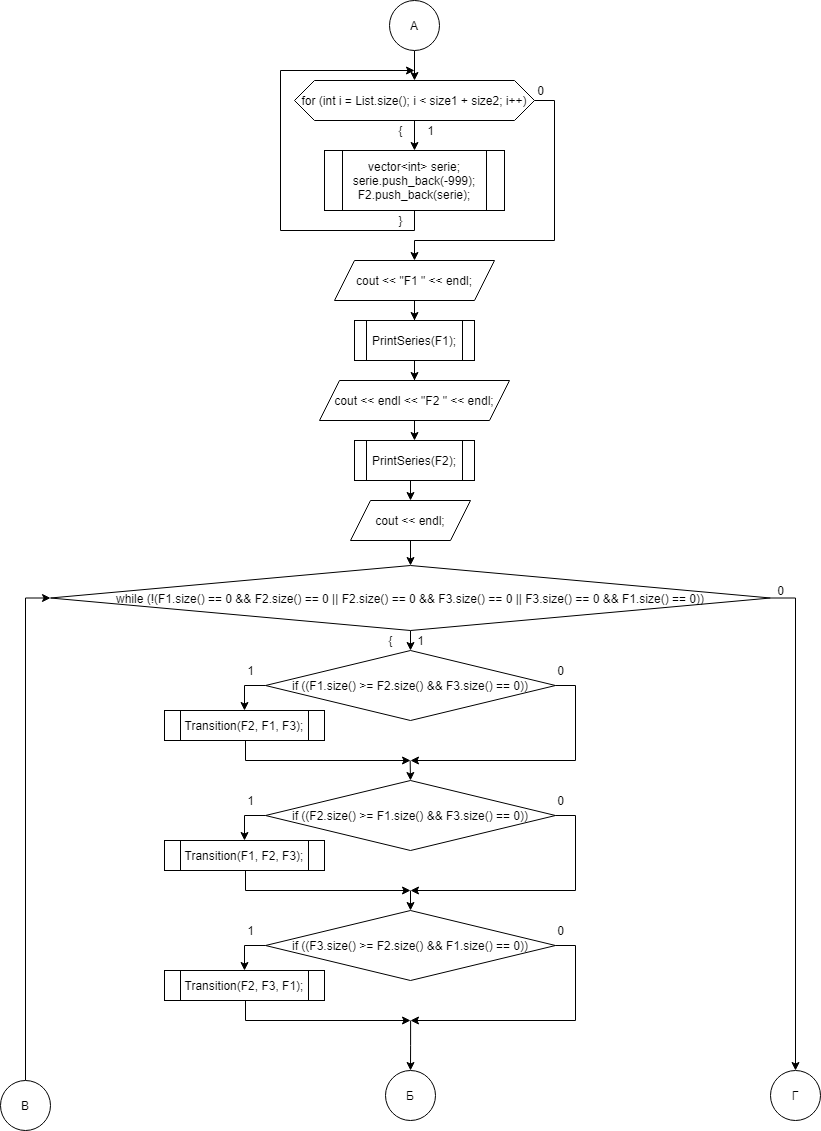 А
for (int i = List.size(); i < size1 + size2; i++)
0
{
1
vector<int> serie;
serie.push_back(-999);
F2.push_back(serie);
}
cout << "F1 " << endl;
PrintSeries(F1);
cout << endl << "F2 " << endl;
PrintSeries(F2);
cout << endl;
while (!(F1.size() == 0 && F2.size() == 0 || F2.size() == 0 && F3.size() == 0 || F3.size() == 0 && F1.size() == 0))
0
{
1
1
if ((F1.size() >= F2.size() && F3.size() == 0))
0
Transition(F2, F1, F3);
1
if ((F2.size() >= F1.size() && F3.size() == 0))
0
Transition(F1, F2, F3);
1
if ((F3.size() >= F2.size() && F1.size() == 0))
0
Transition(F2, F3, F1);
В
Б
Г